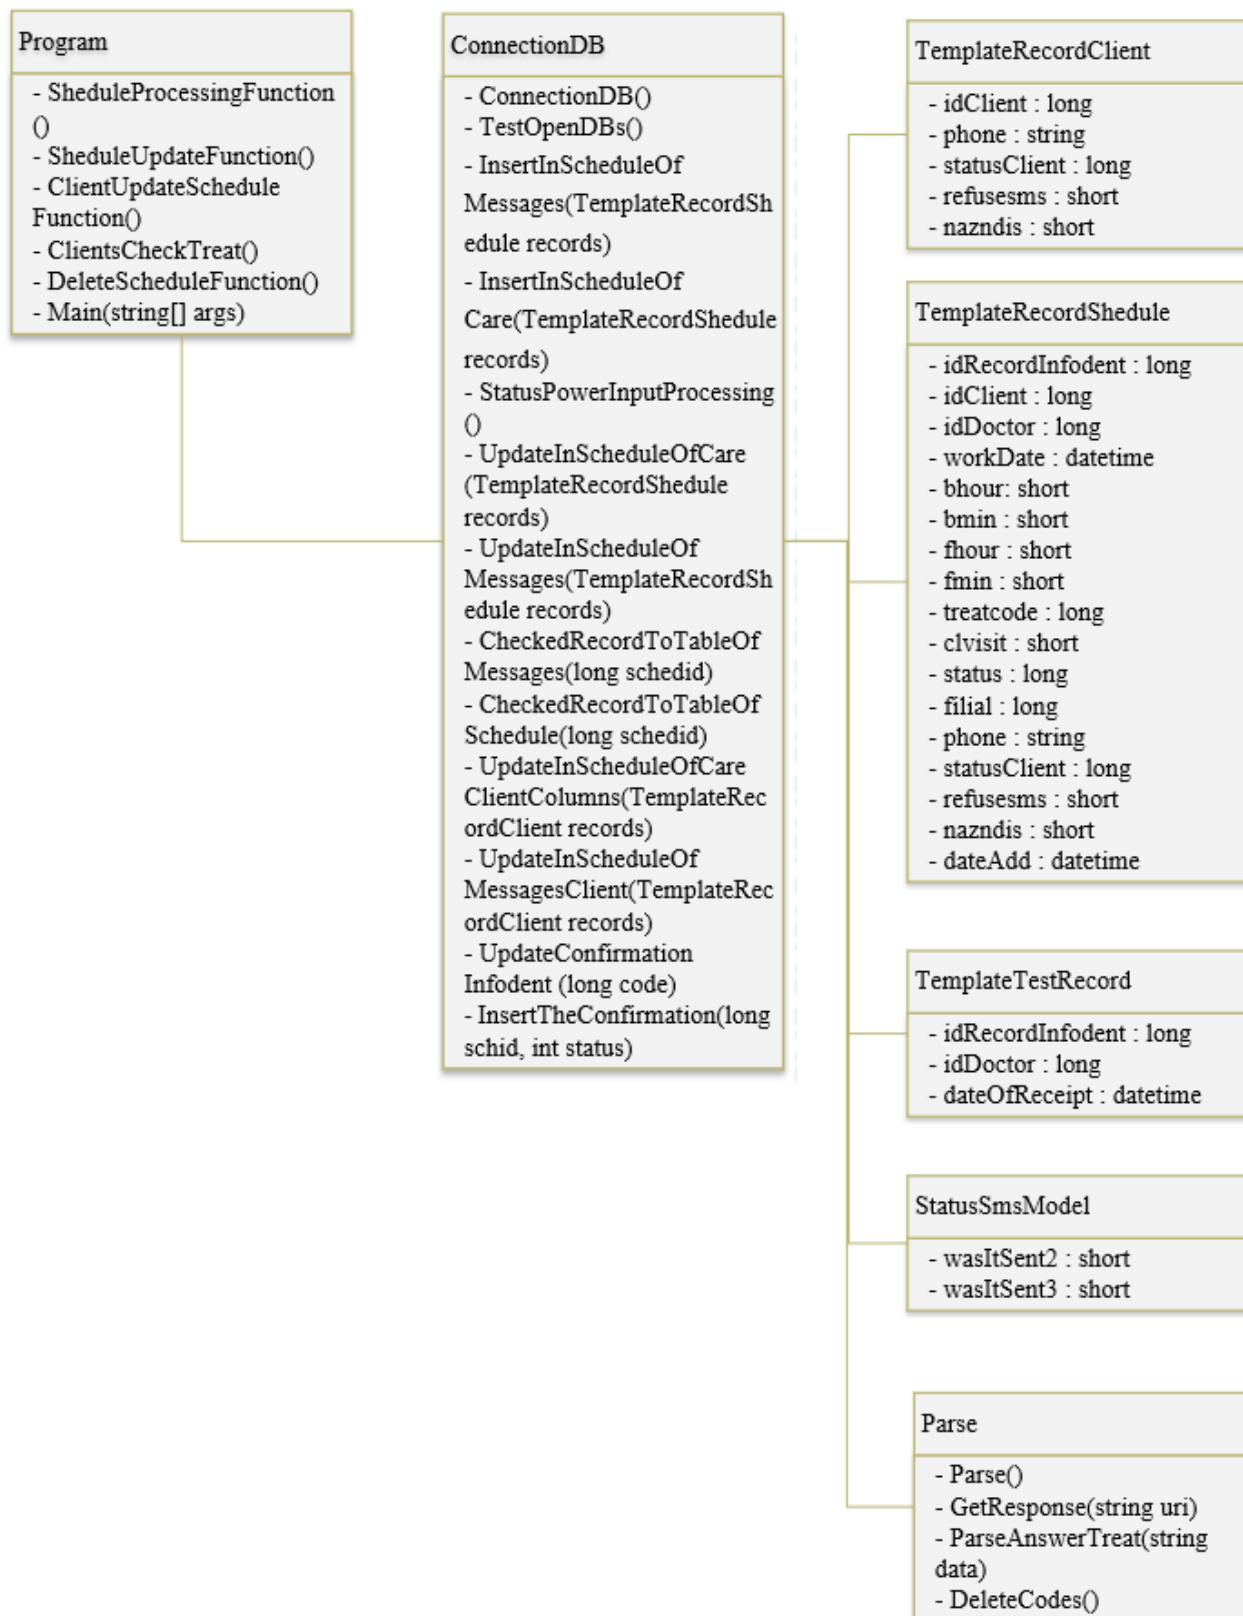 Program
- SheduleProcessingFunction
()
- SheduleUpdateFunction()
- ClientUpdateSchedule
Function()
- ClientsCheckTreat()
- DeleteScheduleFunction()
- Main(string[] args)
ConnectionDB
- ConnectionDB()
- TestOpenDBs()
- InsertInScheduleOf
Messages(TemplateRecordSh
edule records)
- InsertInScheduleOf
Care(TemplateRecordShedule
records)
- StatusPowerInputProcessing
()
- UpdateInScheduleOfCare
(TemplateRecordShedule
records)
- UpdateInScheduleOf
Messages(TemplateRecordSh
edule records)
- CheckedRecordToTableOf
Messages(long schedid)
- CheckedRecordToTableOf
Schedule(long schedid)
- UpdateInScheduleOfCare
ClientColumns(TemplateRec
ordClient records)
- UpdateInScheduleOf
MessagesClient(TemplateRec
ordClient records)
- UpdateConfirmation
Infodent (long code)
- InsertTheConfirmation(long
schid, int status)
TemplateRecordClient
- idClient : long
- phone : string
- statusClient : long
- refusesms : short
- nazndis : short
TemplateRecordShedule
- idRecordInfodent : long
- idClient : long
- idDoctor : long
- workDate : datetime
- bhour: short
- bmin : short
- fhour : short
- fmin : short
- treatcode : long
- clvisit : short
- status : long
- filial : long
- phone : string
- statusClient : long
- refusesms : short
- nazndis : short
- dateAdd : datetime
TemplateTestRecord
- idRecordInfodent : long
- idDoctor : long
- dateOfReceipt : datetime
StatusSmsModel
- wasItSent2 : short
- wasItSent3 : short
Parse
- Parse()
- GetResponse(string uri)
- ParseAnswerTreat(string
data)
- DeleteCodes()